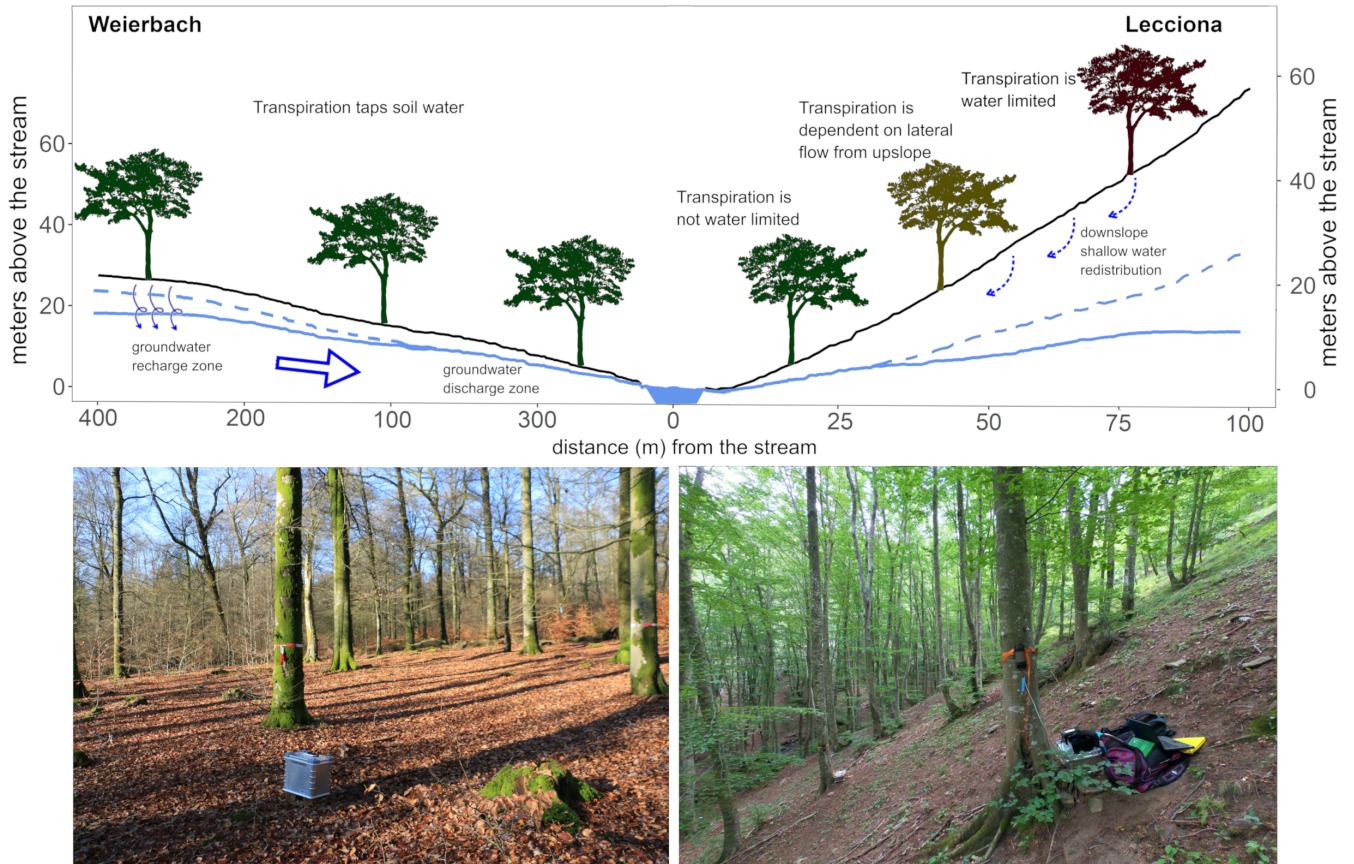 Weierbach
Lecciona
Transpiration taps soil water
Transpiration is
dependent on lateral
flow from upslope
Transpiration is
water limited
Transpiration is
not water limited
downslope
shallow water
redistribution
groundwater
recharge zone
groundwater
discharge zone
meters above the stream
60
40
20
0
meters above the stream
60
40
20
0
400
200
100
300
0
25
50
75
100
distance (m) from the stream